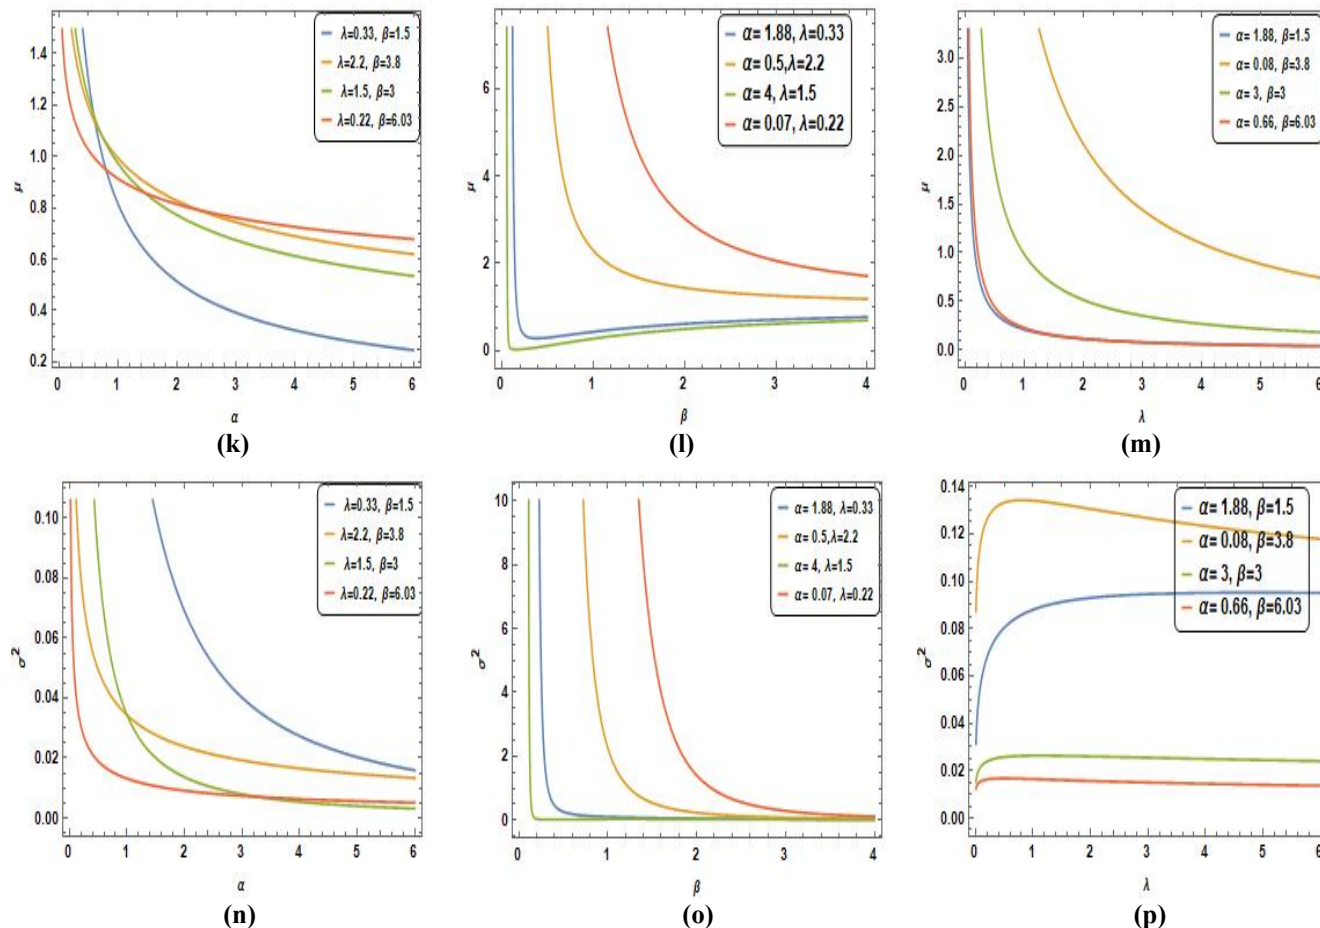 λ=0.33, β=1.5
λ=2.2, β=3.8
λ=1.5, β=3
λ=0.22, β=6.03
1.4
1.2
1.0
0.8
0.6
0.4
0.2
μ
0 1 2 3 4 5 6
α
(k)
α= 1.88, λ=0.33
α= 0.5,λ=2.2
α= 4, λ=1.5
α= 0.07, λ=0.22
6
4
2
0
μ
0 1 2 3 4
β
(l)
α= 1.88, β=1.5
α= 0.08, β=3.8
α= 3, β=3
α= 0.66, β=6.03
3.0
2.5
2.0
1.5
1.0
0.5
0.0
μ
0 1 2 3 4 5 6
λ
(m)
λ=0.33, β=1.5
λ=2.2, β=3.8
λ=1.5, β=3
λ=0.22, β=6.03
0.10
0.08
0.06
0.04
0.02
0.00
σ²
0 1 2 3 4 5 6
α
(n)
α= 1.88, λ=0.33
α= 0.5,λ=2.2
α= 4, λ=1.5
α= 0.07, λ=0.22
10
8
6
4
2
0
σ²
0 1 2 3 4
β
(o)
α= 1.88, β=1.5
α= 0.08, β=3.8
α= 3, β=3
α= 0.66, β=6.03
0.14
0.12
0.10
0.08
0.06
0.04
0.02
0.00
σ²
0 1 2 3 4 5 6
λ
(p)